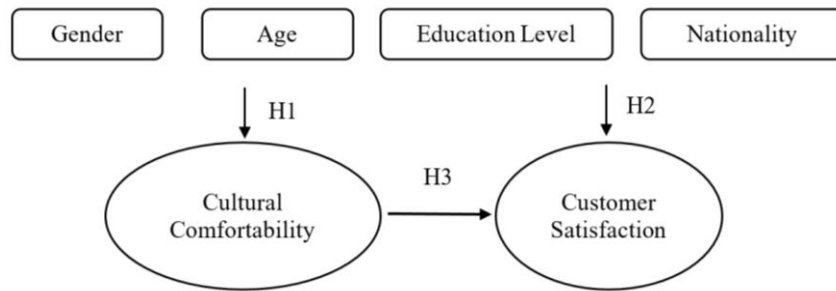 Gender
Age
Education Level
Nationality
H1
H2
H3
Cultural
Comfortability
Customer
Satisfaction